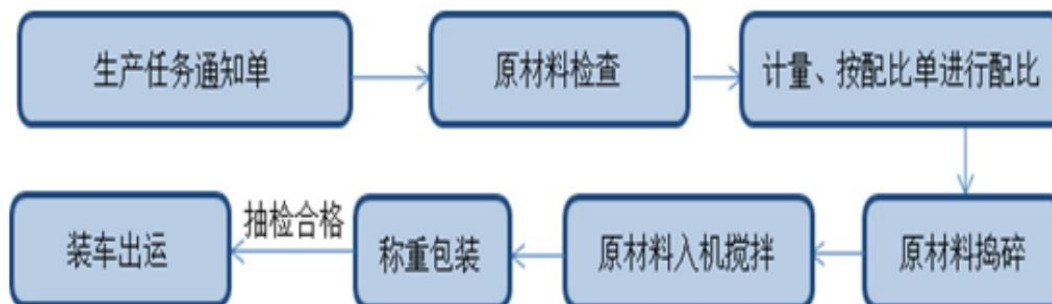 生产任务通知单
原材料检查
计量、按配比单进行配比
原材料捣碎
原材料入机搅拌
称重包装
抽检合格
装车出运